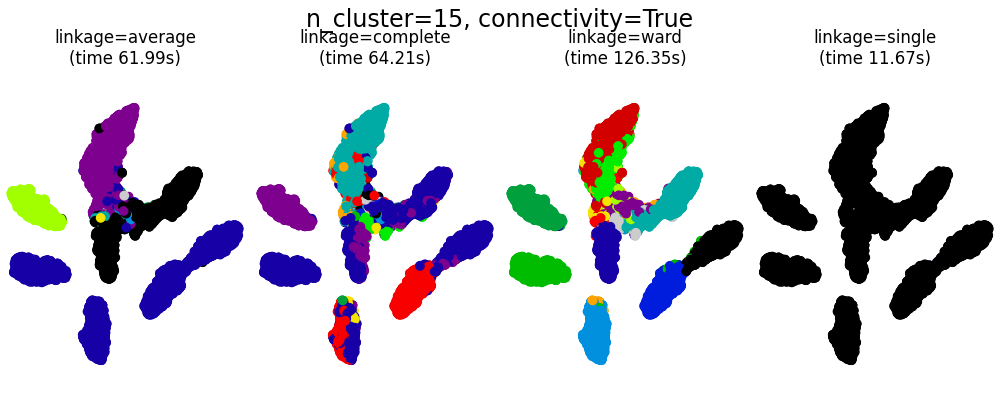 n_cluster=15, connectivity=True
linkage=average
(time 61.99s)
linkage=complete
(time 64.21s)
linkage=ward
(time 126.35s)
linkage=single
(time 11.67s)